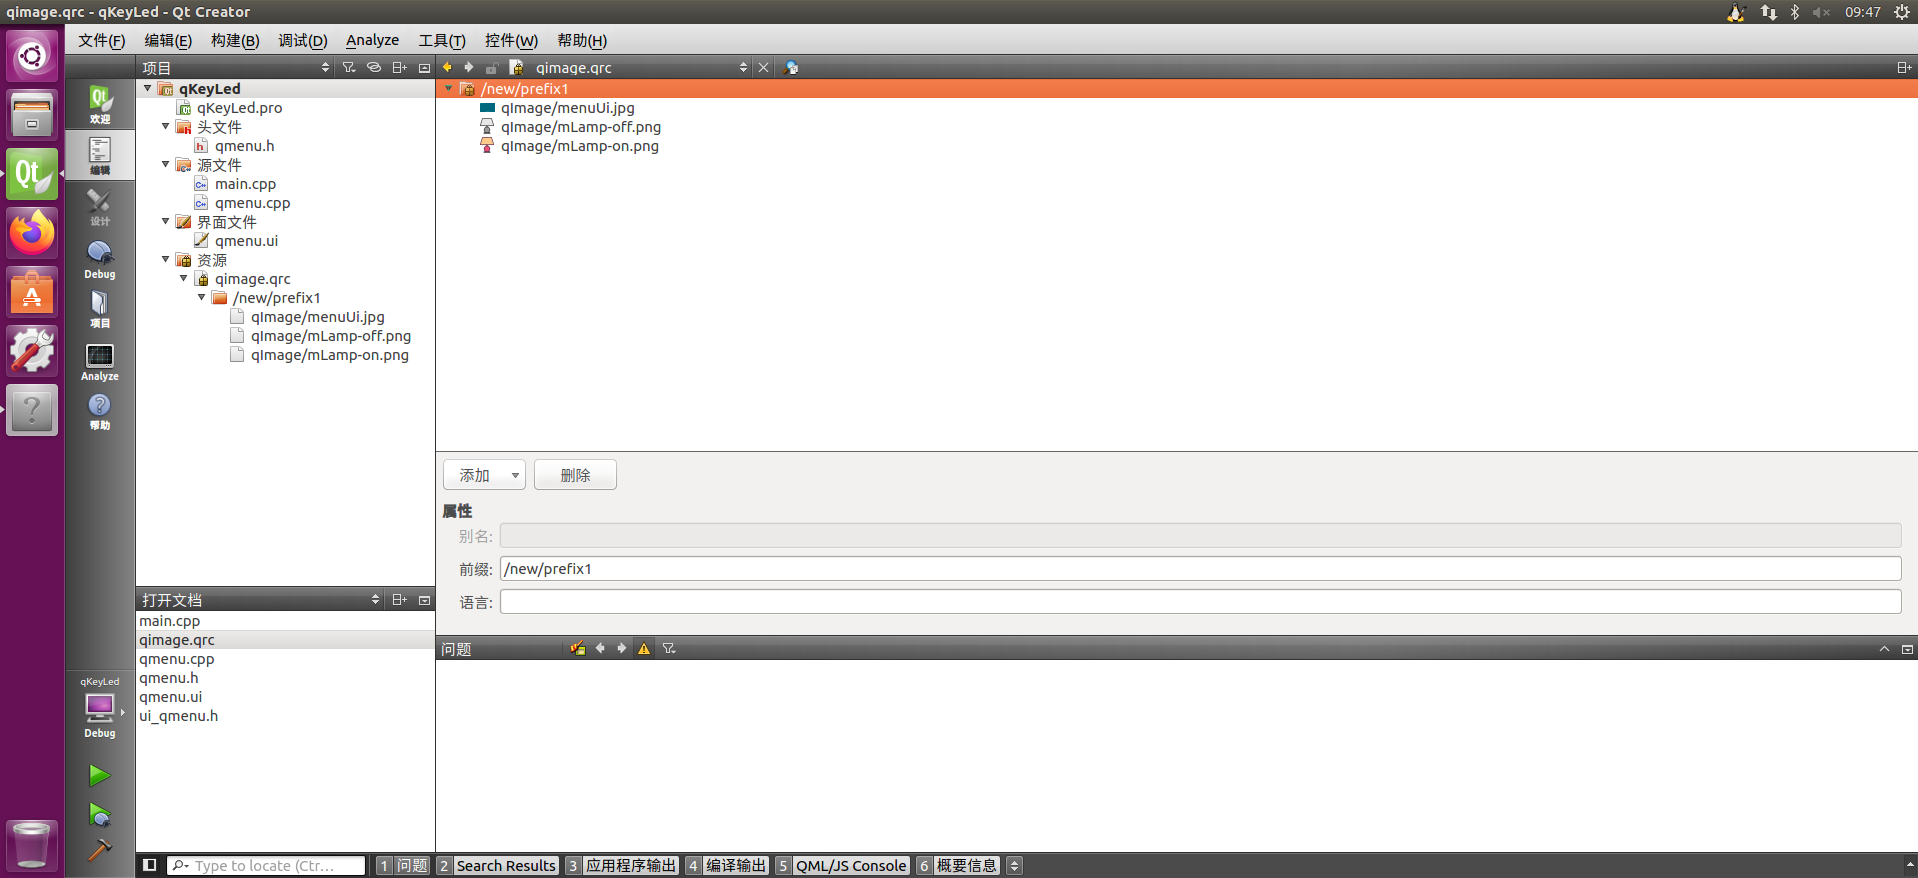 qimage.qrc - qKeyLed - Qt Creator
09:47
文件(F) 编辑(E) 构建(B) 调试(D) Analyze 工具(T) 控件(W) 帮助(H)
欢迎
编辑
设计
Debug
项目
Analyze
帮助
qKeyLed
Debug
项目
qKeyLed
qKeyLed.pro
头文件
qmenu.h
源文件
main.cpp
qmenu.cpp
界面文件
qmenu.ui
资源
qimage.qrc
/new/prefix1
qImage/menuUi.jpg
qImage/mLamp-off.png
qImage/mLamp-on.png
打开文档
main.cpp
qimage.qrc
qmenu.cpp
qmenu.h
qmenu.ui
ui_qmenu.h
qimage.qrc
/new/prefix1
qImage/menuUi.jpg
qImage/mLamp-off.png
qImage/mLamp-on.png
添加 删除
属性
别名:
前缀: /new/prefix1
语言:
问题
Type to locate (Ctr...
1 问题 2 Search Results 3 应用程序输出 4 编译输出 5 QML/JS Console 6 概要信息